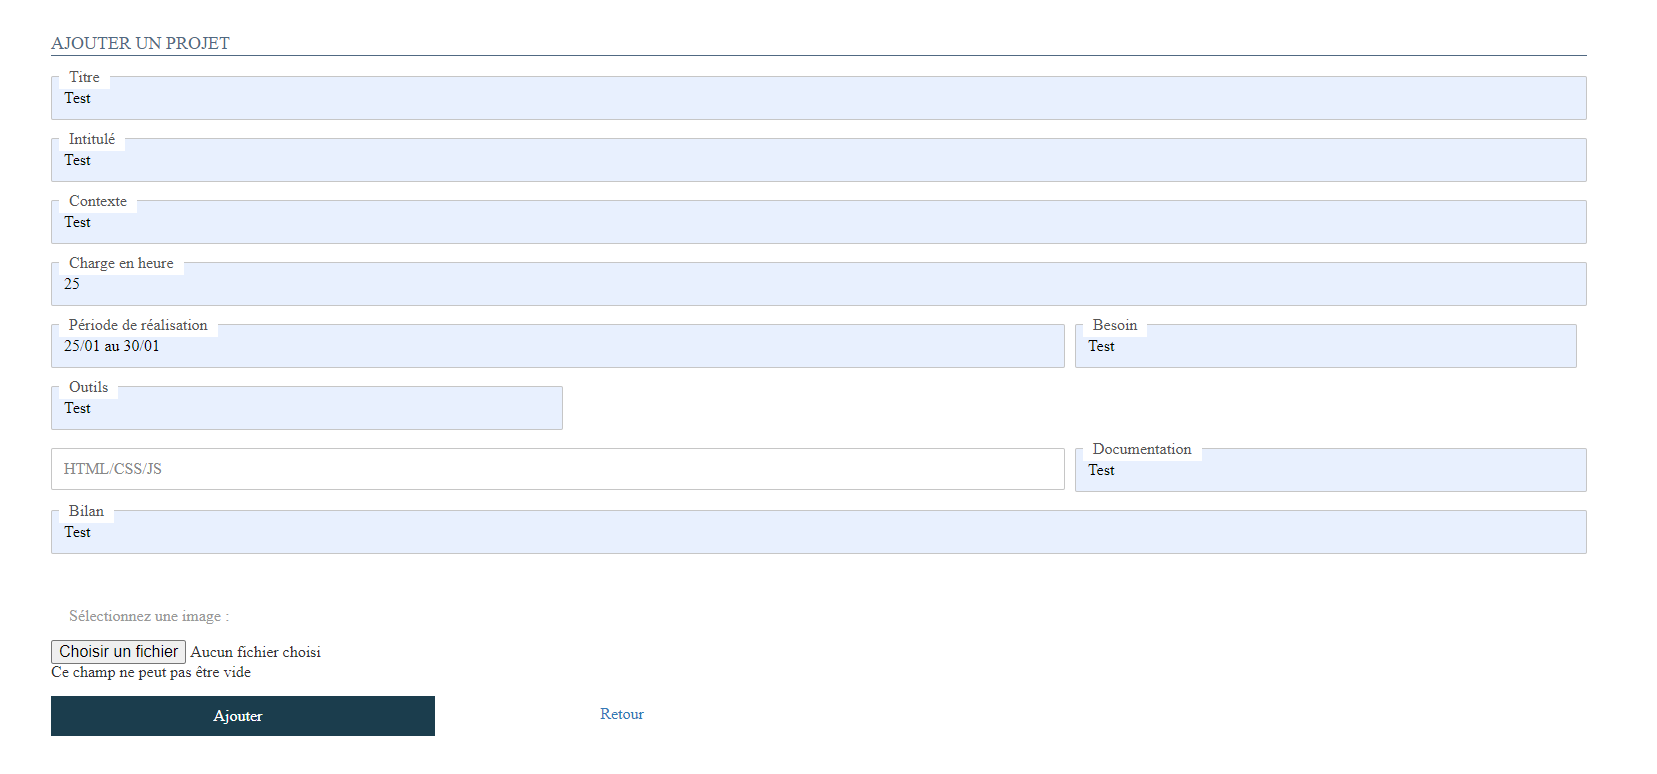 AJOUTER UN PROJET
Titre
Test
Intitulé
Test
Contexte
Test
Charge en heure
25
Période de réalisation
25/01 au 30/01
Besoin
Test
Outils
Test
HTML/CSS/JS
Documentation
Test
Bilan
Test
Sélectionnez une image :
Choisir un fichier Aucun fichier choisi
Ce champ ne peut pas être vide
Ajouter
Retour